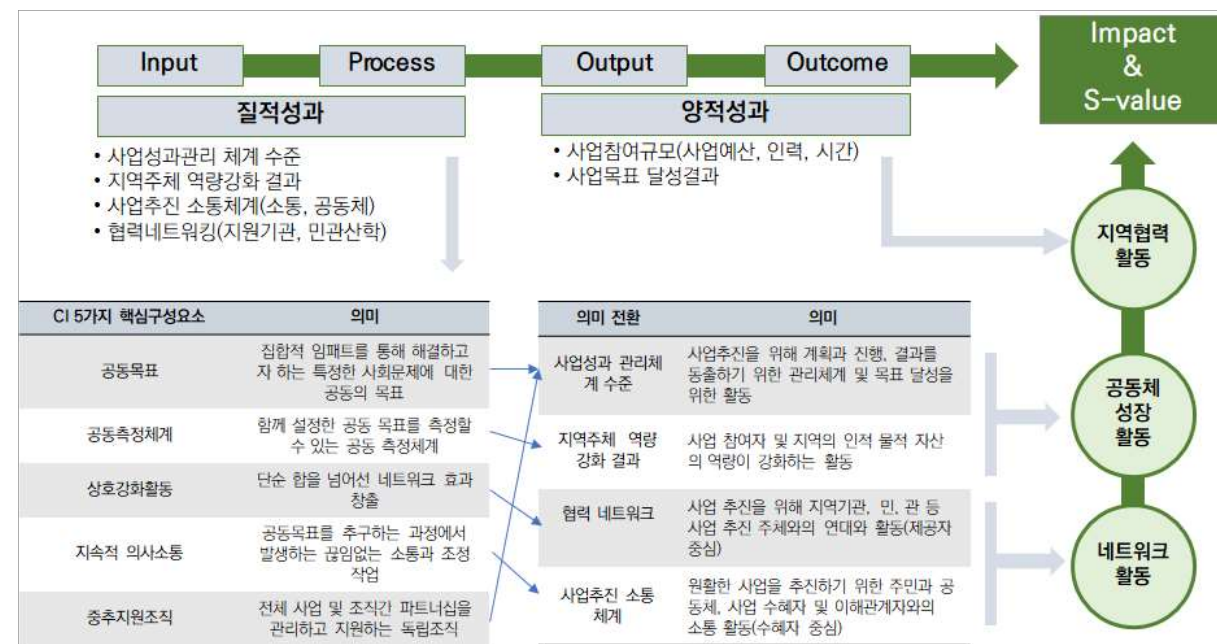 Input
Process
Output
Outcome
Impact
&
S-value
질적성과
양적성과
• 사업성과관리 체계 수준
• 지역주체 역량강화 결과
• 사업추진 소통체계(소통, 공동체)
• 협력네트워킹(지원기관, 민관산학)
• 사업참여규모(사업예산, 인력, 시간)
• 사업목표 달성결과
지역협력
활동
공동체
성장
활동
네트워크
활동
CI 5가지 핵심구성요소
의미
공동목표
집합적 임패트를 통해 해결하고
자 하는 특정한 사회문제에 대한
공동의 목표
공동측정체계
함께 설정한 공동 목표를 측정할
수 있는 공동 측정체계
상호강화활동
단순 합을 넘어선 네트워크 효과
창출
지속적 의사소통
공동목표를 추구하는 과정에서
발생하는 끊임없는 소통과 조정
작업
중추지원조직
전체 사업 및 조직간 파트너십을
관리하고 지원하는 독립조직
의미 전환
의미
사업성과 관리체
계 수준
사업추진을 위해 계획과 진행, 결과를
동출하기 위한 관리체계 및 목표 달성을
위한 활동
지역주체 역량
강화 결과
사업 참여자 및 지역의 인적 물적 자산
의 역량이 강화하는 활동
협력 네트워크
사업 추진을 위해 지역기관, 민, 관 등
사업 추진 주체와의 연대와 활동(제공자
중심)
사업추진 소통
체계
원활한 사업을 추진하기 위한 주민과 공
동체, 사업 수혜자 및 이해관계자와의
소통 활동(수혜자 중심)